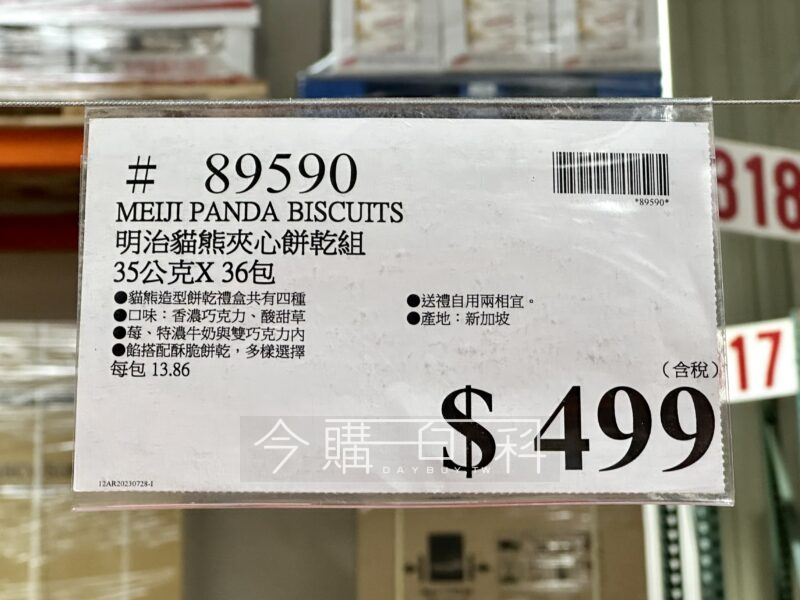 # 89590
*89590*
MEIJI PANDA BISCUITS
明治貓熊夾心餅乾組
35公克X 36包
●貓熊造型餅乾禮盒共有四種
●口味：香濃巧克力、酸甜草
●莓、特濃牛奶與雙巧克力內
●餡搭配酥脆餅乾，多樣選擇
每包 13.86
●送禮自用兩相宜。
●產地：新加坡
（含稅）
$ 499
今購百科
DAYBUY.TW
12AR20230728-1
318
17